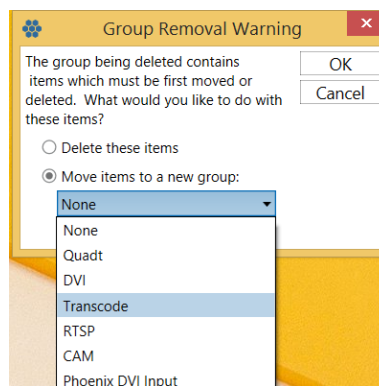 Group Removal Warning
The group being deleted contains
items which must be first moved or
deleted. What would you like to do with
these items?
OK
Cancel
Delete these items
Move items to a new group:
None
None
Quadt
DVI
Transcode
RTSP
CAM
Phoenix DVI Input